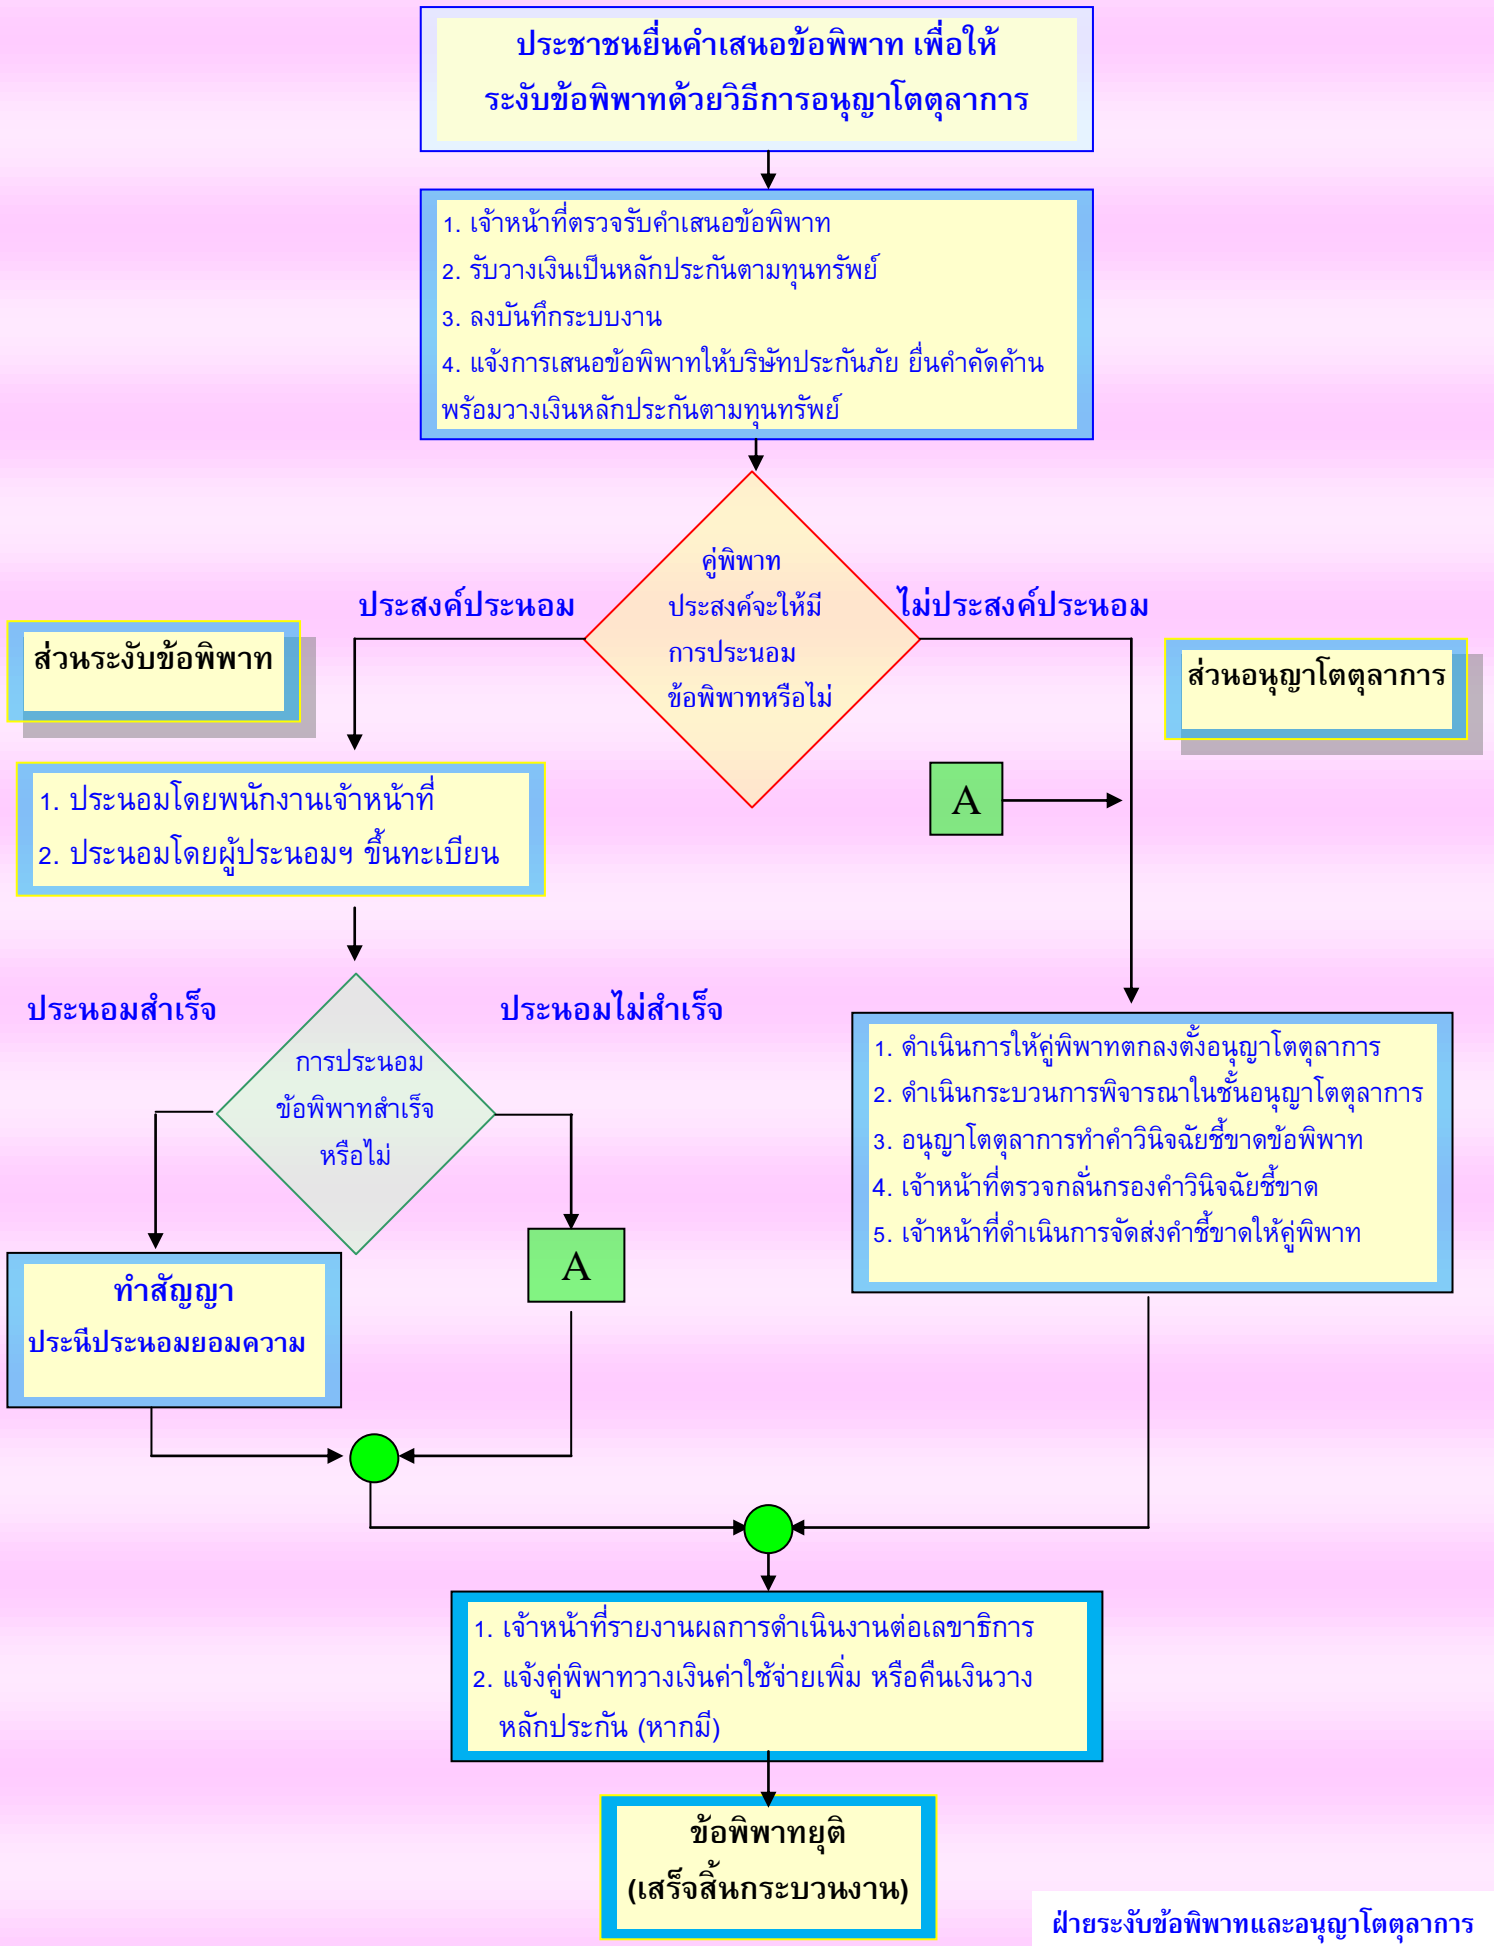 ประชาชนยื่นคำเสนอข้อพิพาท เพื่อให้
ระงับข้อพิพาทด้วยวิธีการอนุญาโตตุลาการ
1. เจ้าหน้าที่ตรวจรับคำเสนอข้อพิพาท
2. รับวางเงินเป็นหลักประกันตามทุนทรัพย์
3. ลงบันทึกระบบงาน
4. แจ้งการเสนอข้อพิพาทให้บริษัทประกันภัย ยื่นคำคัดค้าน
พร้อมวางเงินหลักประกันตามทุนทรัพย์
คู่พิพาท
ประสงค์จะให้มี
การประนอม
ข้อพิพาทหรือไม่
ประสงค์ประนอม
ไม่ประสงค์ประนอม
ส่วนระงับข้อพิพาท
ส่วนอนุญาโตตุลาการ
1. ประนอมโดยพนักงานเจ้าหน้าที่
2. ประนอมโดยผู้ประนอมฯ ขึ้นทะเบียน
A
ประนอมสำเร็จ
ประนอมไม่สำเร็จ
การประนอม
ข้อพิพาทสำเร็จ
หรือไม่
1. ดำเนินการให้คู่พิพาทตกลงตั้งอนุญาโตตุลาการ
2. ดำเนินกระบวนการพิจารณาในชั้นอนุญาโตตุลาการ
3. อนุญาโตตุลาการทำคำวินิจฉัยชี้ขาดข้อพิพาท
4. เจ้าหน้าที่ตรวจกลั่นกรองคำวินิจฉัยชี้ขาด
5. เจ้าหน้าที่ดำเนินการจัดส่งคำชี้ขาดให้คู่พิพาท
ทำสัญญา
ประนีประนอมยอมความ
A
1. เจ้าหน้าที่รายงานผลการดำเนินงานต่อเลขาธิการ
2. แจ้งคู่พิพาทวางเงินค่าใช้จ่ายเพิ่ม หรือคืนเงินวาง
หลักประกัน (หากมี)
ข้อพิพาทยุติ
(เสร็จสิ้นกระบวนงาน)
ฝ่ายระงับข้อพิพาทและอนุญาโตตุลาการ